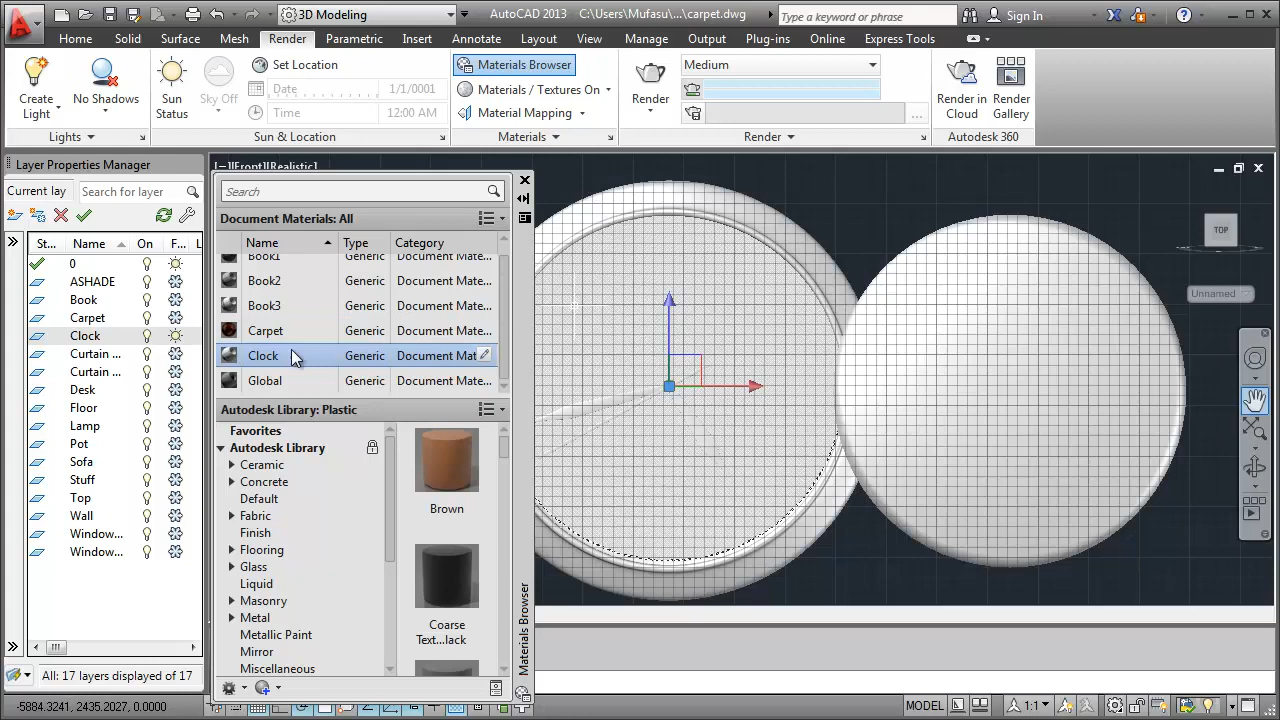 3D Modeling
AutoCAD 2013 C:\Users\Mufasu\...\carpet.dwg
Type a keyword or phrase
Sign In
Home Solid Surface Mesh Render Parametric Insert Annotate Layout View Manage Output Plug-ins Online Express Tools
Create Light
No Shadows
Lights
Sun Status
Sky Off
Set Location
Date 1/1/0001
Time 12:00 AM
Sun & Location
Materials Browser
Materials / Textures On
Material Mapping
Materials
Render
Medium
Render
Render in Cloud
Render Gallery
Autodesk 360
Layer Properties Manager
Current lay
Search for layer
St... Name On F... L
0
ASHADE
Book
Carpet
Clock
Curtain ...
Curtain ...
Desk
Floor
Lamp
Pot
Sofa
Stuff
Top
Wall
Window...
Window...
All: 17 layers displayed of 17
[-][Front][Realistic]
Search
Document Materials: All
Name Type Category
Book1 Generic Document Mate...
Book2 Generic Document Mate...
Book3 Generic Document Mate...
Carpet Generic Document Mate...
Clock Generic Document Mat
Global Generic Document Mate...
Autodesk Library: Plastic
Favorites
Autodesk Library
Ceramic
Concrete
Default
Fabric
Finish
Flooring
Glass
Liquid
Masonry
Metal
Metallic Paint
Mirror
Miscellaneous
Brown
Coarse
Text...lack
Materials Browser
TOP
Unnamed
-5884.3241, 2435.2027, 0.0000
MODEL
1:1